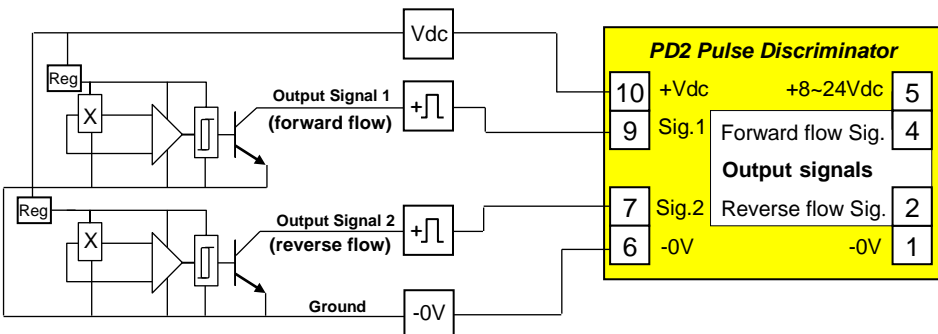 Vdc
PD2 Pulse Discriminator
Reg
10 +Vdc +8~24Vdc 5
X
Output Signal 1
(forward flow)
+
9 Sig.1 Forward flow Sig. 4
Output signals
Reg
7 Sig.2 Reverse flow Sig. 2
X
Output Signal 2
(reverse flow)
+
6 -0V -0V 1
Ground
-0V